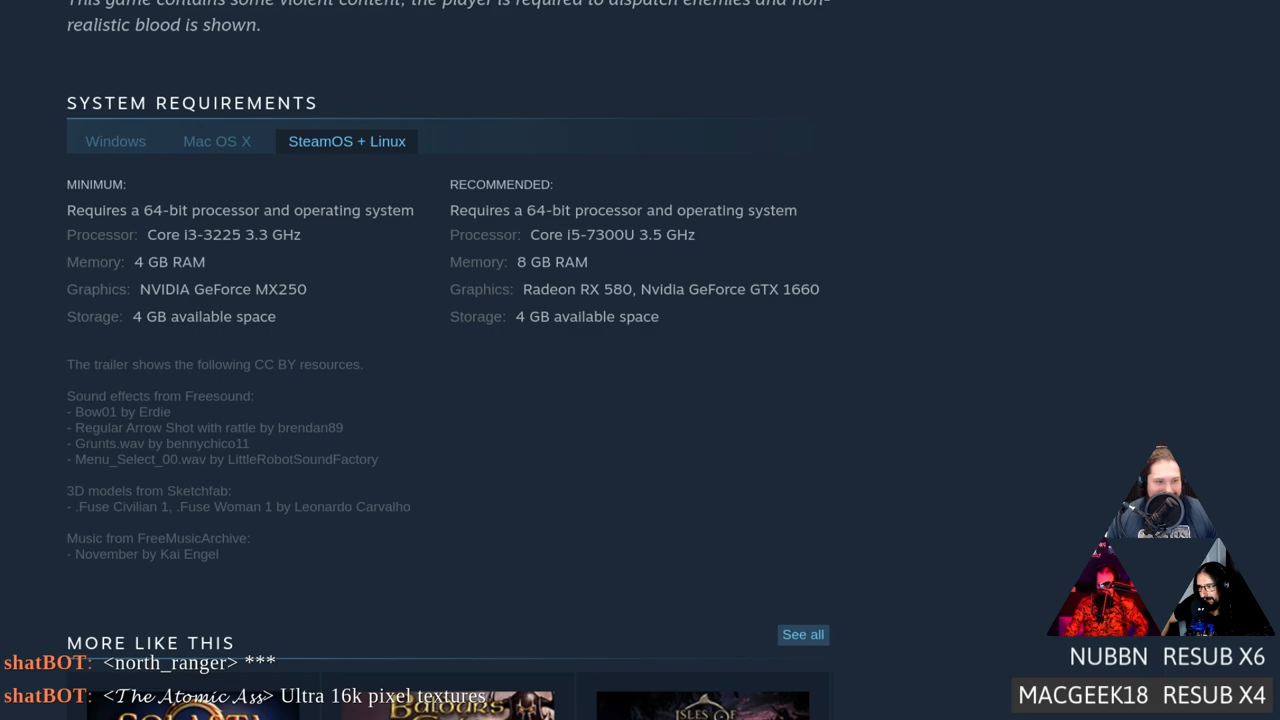 This game contains some violent content, the player is required to dispatch enemies and non-
realistic blood is shown.
SYSTEM REQUIREMENTS
Windows Mac OS X SteamOS + Linux
MINIMUM:
Requires a 64-bit processor and operating system
Processor: Core i3-3225 3.3 GHz
Memory: 4 GB RAM
Graphics: NVIDIA GeForce MX250
Storage: 4 GB available space
RECOMMENDED:
Requires a 64-bit processor and operating system
Processor: Core i5-7300U 3.5 GHz
Memory: 8 GB RAM
Graphics: Radeon RX 580, Nvidia GeForce GTX 1660
Storage: 4 GB available space
The trailer shows the following CC BY resources.
Sound effects from Freesound:
- Bow01 by Erdie
- Regular Arrow Shot with rattle by brendan89
- Grunts.wav by bennychico11
- Menu_Select_00.wav by LittleRobotSoundFactory
3D models from Sketchfab:
- .Fuse Civilian 1, .Fuse Woman 1 by Leonardo Carvalho
Music from FreeMusicArchive:
- November by Kai Engel
MORE LIKE THIS
See all
shatBOT: <north_ranger> ***
shatBOT: <𝓣𝓱𝓮 𝓐𝓽𝓸𝓶𝓲𝓬 𝓐𝓼𝓼> Ultra 16k pixel textures
SOLASTA
Baldur's
ISLES OF
NUBBN RESUB X6
MACGEEK18 RESUB X4